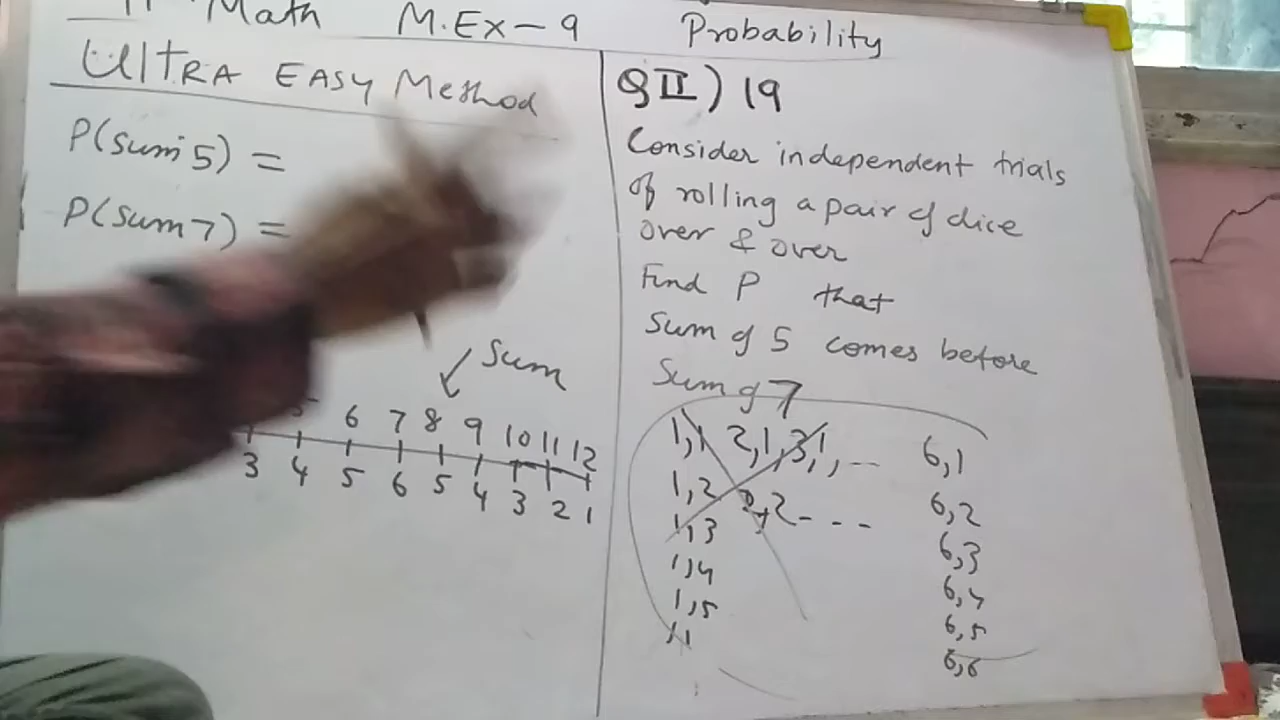 Math M.Ex-9 Probability
UltRA EASY Method
P(sum 5) =
P(sum 7) =
Sum
5 6 7 8 9 10 11 12
3 4 5 6 5 4 3 2 1
Q II) 19
Consider independent trials
of rolling a pair of dice
over & over
Find P that
Sum of 5 comes before
Sum of 7
1,1 2,1, 3,1, ... 6,1
1,2 2,2 - - - 6,2
1,3 6,3
1,4 6,4
1,5 6,5
6,6